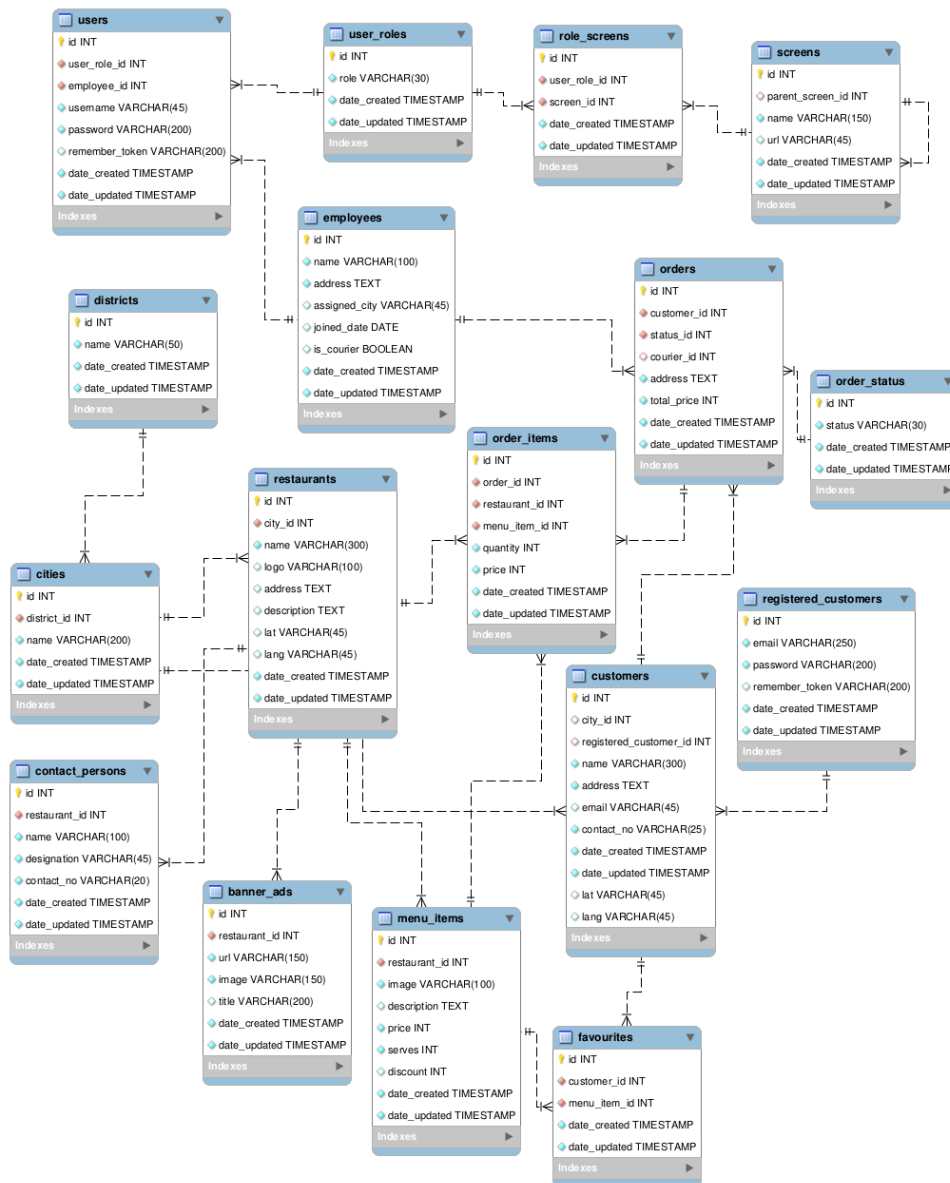 users
id INT
user_role_id INT
employee_id INT
username VARCHAR(45)
password VARCHAR(200)
remember_token VARCHAR(200)
date_created TIMESTAMP
date_updated TIMESTAMP
Indexes
user_roles
id INT
role VARCHAR(30)
date_created TIMESTAMP
date_updated TIMESTAMP
Indexes
role_screens
id INT
user_role_id INT
screen_id INT
date_created TIMESTAMP
date_updated TIMESTAMP
Indexes
screens
id INT
parent_screen_id INT
name VARCHAR(150)
url VARCHAR(45)
date_created TIMESTAMP
date_updated TIMESTAMP
Indexes
employees
id INT
name VARCHAR(100)
address TEXT
assigned_city VARCHAR(45)
joined_date DATE
is_courier BOOLEAN
date_created TIMESTAMP
date_updated TIMESTAMP
Indexes
districts
id INT
name VARCHAR(50)
date_created TIMESTAMP
date_updated TIMESTAMP
Indexes
orders
id INT
customer_id INT
status_id INT
courier_id INT
address TEXT
total_price INT
date_created TIMESTAMP
date_updated TIMESTAMP
Indexes
order_status
id INT
status VARCHAR(30)
date_created TIMESTAMP
date_updated TIMESTAMP
Indexes
order_items
id INT
order_id INT
restaurant_id INT
menu_item_id INT
quantity INT
price INT
date_created TIMESTAMP
date_updated TIMESTAMP
Indexes
restaurants
id INT
city_id INT
name VARCHAR(300)
logo VARCHAR(100)
address TEXT
description TEXT
lat VARCHAR(45)
lang VARCHAR(45)
date_created TIMESTAMP
date_updated TIMESTAMP
Indexes
cities
id INT
district_id INT
name VARCHAR(200)
date_created TIMESTAMP
date_updated TIMESTAMP
Indexes
registered_customers
id INT
email VARCHAR(250)
password VARCHAR(200)
remember_token VARCHAR(200)
date_created TIMESTAMP
date_updated TIMESTAMP
Indexes
customers
id INT
city_id INT
registered_customer_id INT
name VARCHAR(300)
address TEXT
email VARCHAR(45)
contact_no VARCHAR(25)
date_created TIMESTAMP
date_updated TIMESTAMP
lat VARCHAR(45)
lang VARCHAR(45)
Indexes
contact_persons
id INT
restaurant_id INT
name VARCHAR(100)
designation VARCHAR(45)
contact_no VARCHAR(20)
date_created TIMESTAMP
date_updated TIMESTAMP
Indexes
banner_ads
id INT
restaurant_id INT
url VARCHAR(150)
image VARCHAR(150)
title VARCHAR(200)
date_created TIMESTAMP
date_updated TIMESTAMP
Indexes
menu_items
id INT
restaurant_id INT
image VARCHAR(100)
description TEXT
price INT
serves INT
discount INT
date_created TIMESTAMP
date_updated TIMESTAMP
Indexes
favourites
id INT
customer_id INT
menu_item_id INT
date_created TIMESTAMP
date_updated TIMESTAMP
Indexes